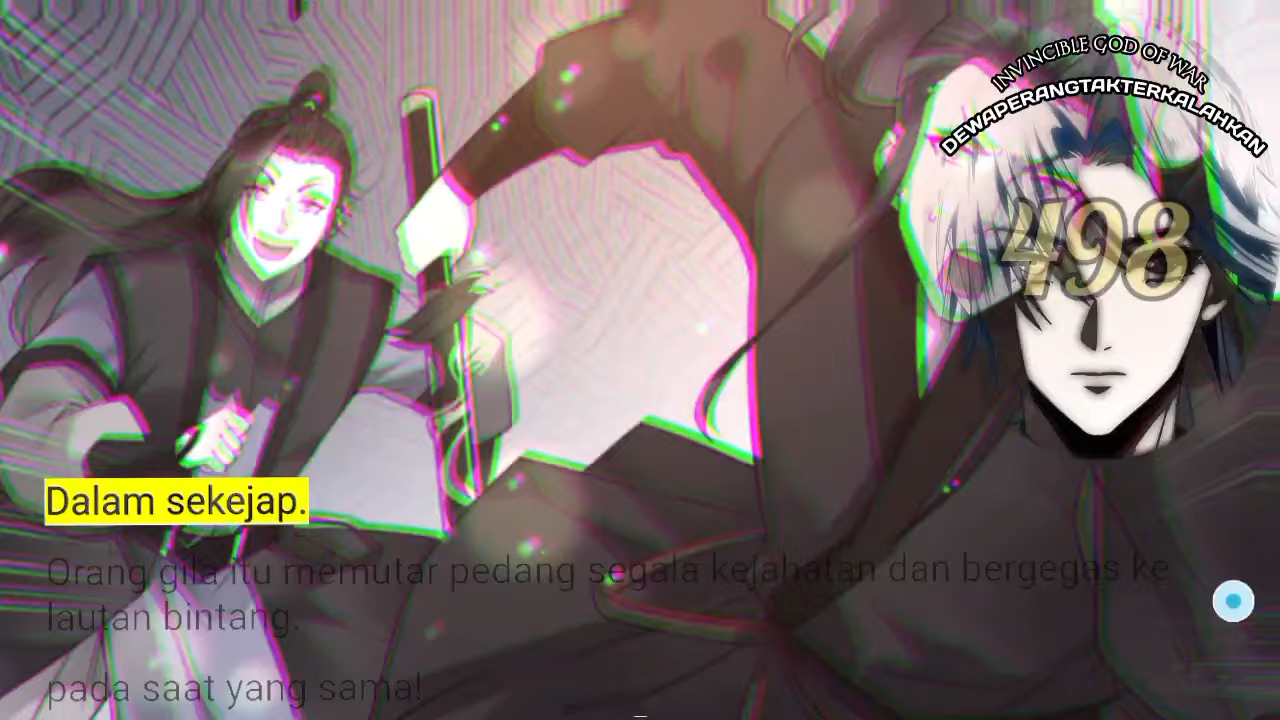 INVINCIBLE GOD OF WAR
DEWAPERANGTAKTERKALAHKAN
498
Dalam sekejap.
Orang gila itu memutar pedang segala kejahatan dan bergegas ke
lautan bintang.
pada saat yang sama!